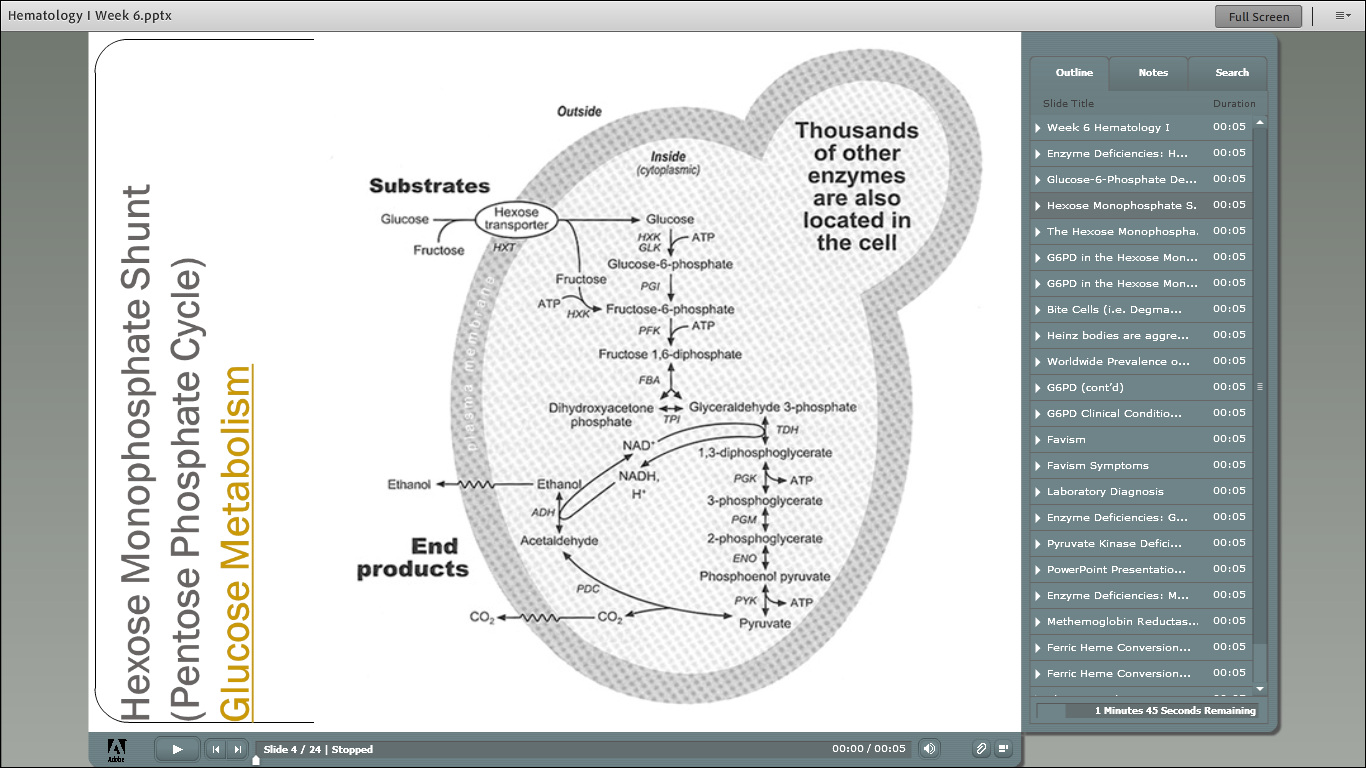 Hematology I Week 6.pptx
Full Screen
Hexose Monophosphate Shunt
(Pentose Phosphate Cycle)
Glucose Metabolism
Outside
Inside
(cytoplasmic)
Thousands
of other
enzymes
are also
located in
the cell
Substrates
Glucose
Fructose
Hexose
transporter
HXT
plasma membrane
Glucose
HXK
GLK
ATP
Glucose-6-phosphate
PGI
Fructose
ATP
HXK
Fructose-6-phosphate
PFK
ATP
Fructose 1,6-diphosphate
FBA
Dihydroxyacetone
phosphate
TPI
Glyceraldehyde 3-phosphate
NAD+
TDH
1,3-diphosphoglycerate
NADH,
H+
PGK
ATP
3-phosphoglycerate
PGM
2-phosphoglycerate
ENO
Phosphoenol pyruvate
PYK
ATP
Pyruvate
Ethanol
Ethanol
ADH
Acetaldehyde
End
products
PDC
CO2
CO2
Outline
Notes
Search
Slide Title
Duration
Week 6 Hematology I 00:05
Enzyme Deficiencies: H... 00:05
Glucose-6-Phosphate De... 00:05
Hexose Monophosphate S. 00:05
The Hexose Monophospha. 00:05
G6PD in the Hexose Mon... 00:05
G6PD in the Hexose Mon... 00:05
Bite Cells (i.e. Degma... 00:05
Heinz bodies are aggre... 00:05
Worldwide Prevalence o... 00:05
G6PD (cont'd) 00:05
G6PD Clinical Conditio... 00:05
Favism 00:05
Favism Symptoms 00:05
Laboratory Diagnosis 00:05
Enzyme Deficiencies: G... 00:05
Pyruvate Kinase Defici... 00:05
PowerPoint Presentatio... 00:05
Enzyme Deficiencies: M... 00:05
Methemoglobin Reductas... 00:05
Ferric Heme Conversion... 00:05
Ferric Heme Conversion... 00:05
1 Minutes 45 Seconds Remaining
Adobe
Slide 4 / 24 | Stopped
00:00 / 00:05